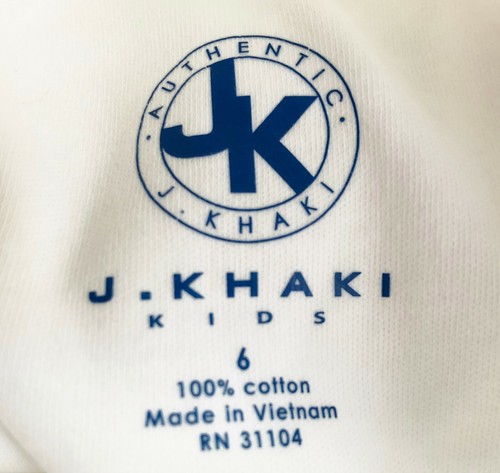 · AUTHENTIC ·
JK
J. KHAKI
J.KHAKI
KIDS
6
100% cotton
Made in Vietnam
RN 31104